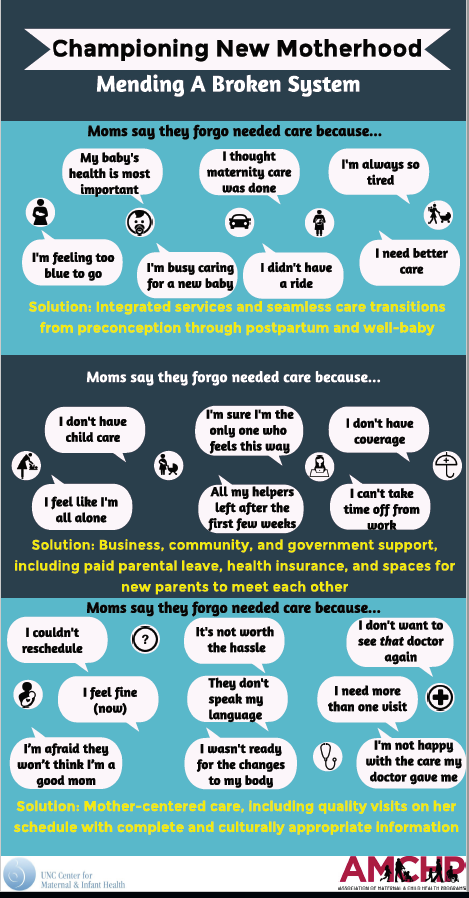 Championing New Motherhood
Mending A Broken System
Moms say they forgo needed care because...
My baby's
health is most
important
I thought
maternity care
was done
I'm always so
tired
I'm feeling too
blue to go
I'm busy caring
for a new baby
I didn't have
a ride
I need better
care
Solution: Integrated services and seamless care transitions
from preconception through postpartum and well-baby
Moms say they forgo needed care because...
I don't have
child care
I'm sure I'm the
only one who
feels this way
I don't have
coverage
I feel like I'm
all alone
All my helpers
left after the
first few weeks
I can't take
time off from
work
Solution: Business, community, and government support,
including paid parental leave, health insurance, and spaces for
new parents to meet each other
Moms say they forgo needed care because...
I couldn't
reschedule
?
It's not worth
the hassle
I don't want to
see that doctor
again
I feel fine
(now)
They don't
speak my
language
I need more
than one visit
I'm afraid they
won't think I'm a
good mom
I wasn't ready
for the changes
to my body
I'm not happy
with the care my
doctor gave me
Solution: Mother-centered care, including quality visits on her
schedule with complete and culturally appropriate information
UNC Center for
Maternal & Infant Health
AMCHP
ASSOCIATION OF MATERNAL & CHILD HEALTH PROGRAMS